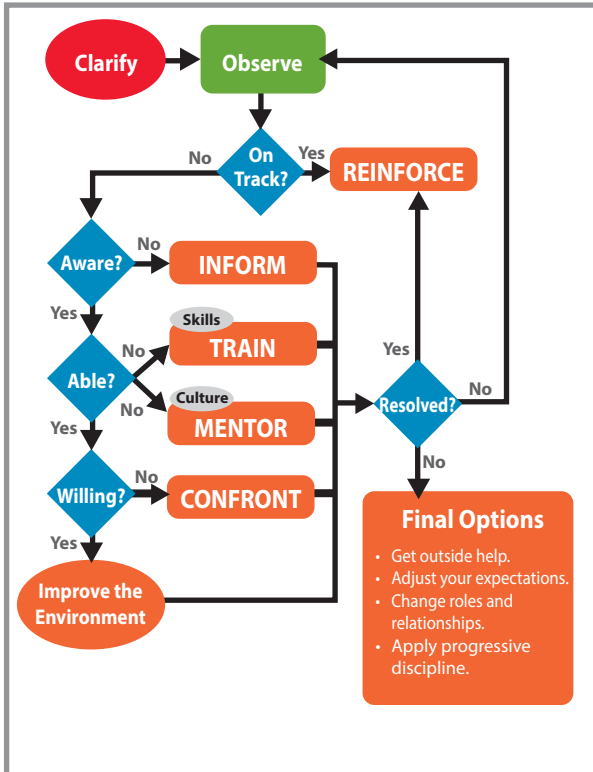 Clarify
Observe
No
On
Track?
Yes
REINFORCE
Aware?
No
INFORM
Yes
Skills
TRAIN
No
Able?
No
Culture
MENTOR
Yes
Resolved?
No
Yes
Willing?
No
CONFRONT
No
Yes
Improve the
Environment
Final Options
• Get outside help.
• Adjust your expectations.
• Change roles and
relationships.
• Apply progressive
discipline.